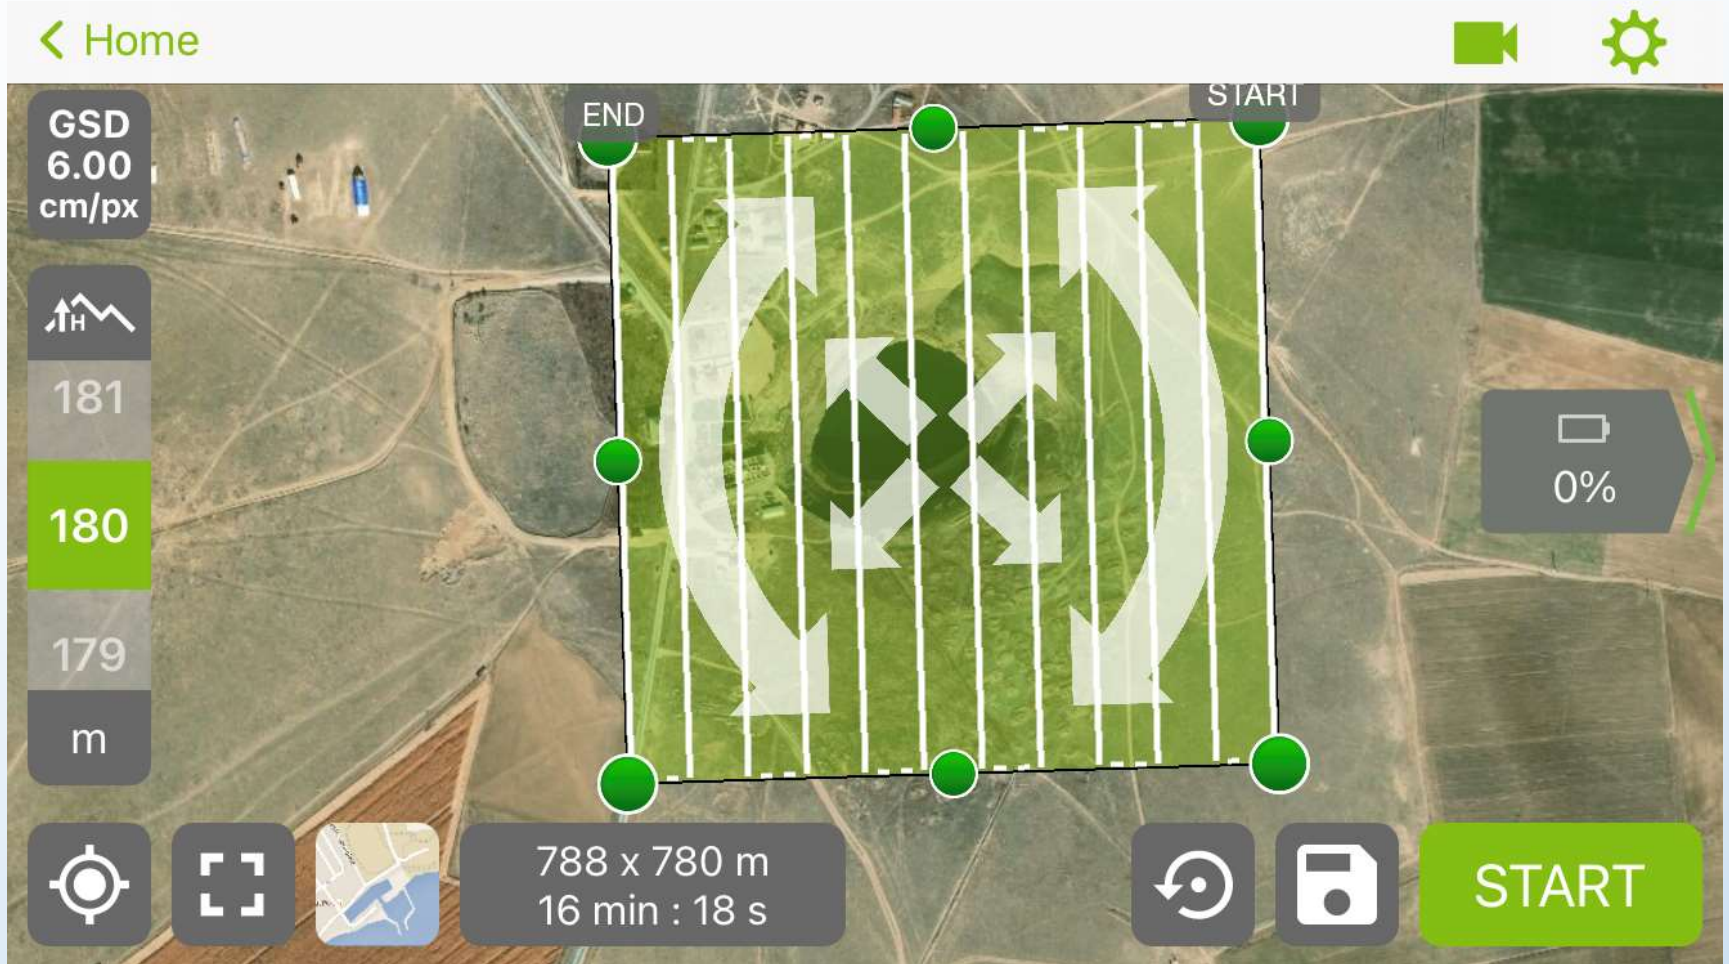 Home
END
START
GSD
6.00
cm/px
H
181
180
179
m
0%
788 x 780 m
16 min : 18 s
START